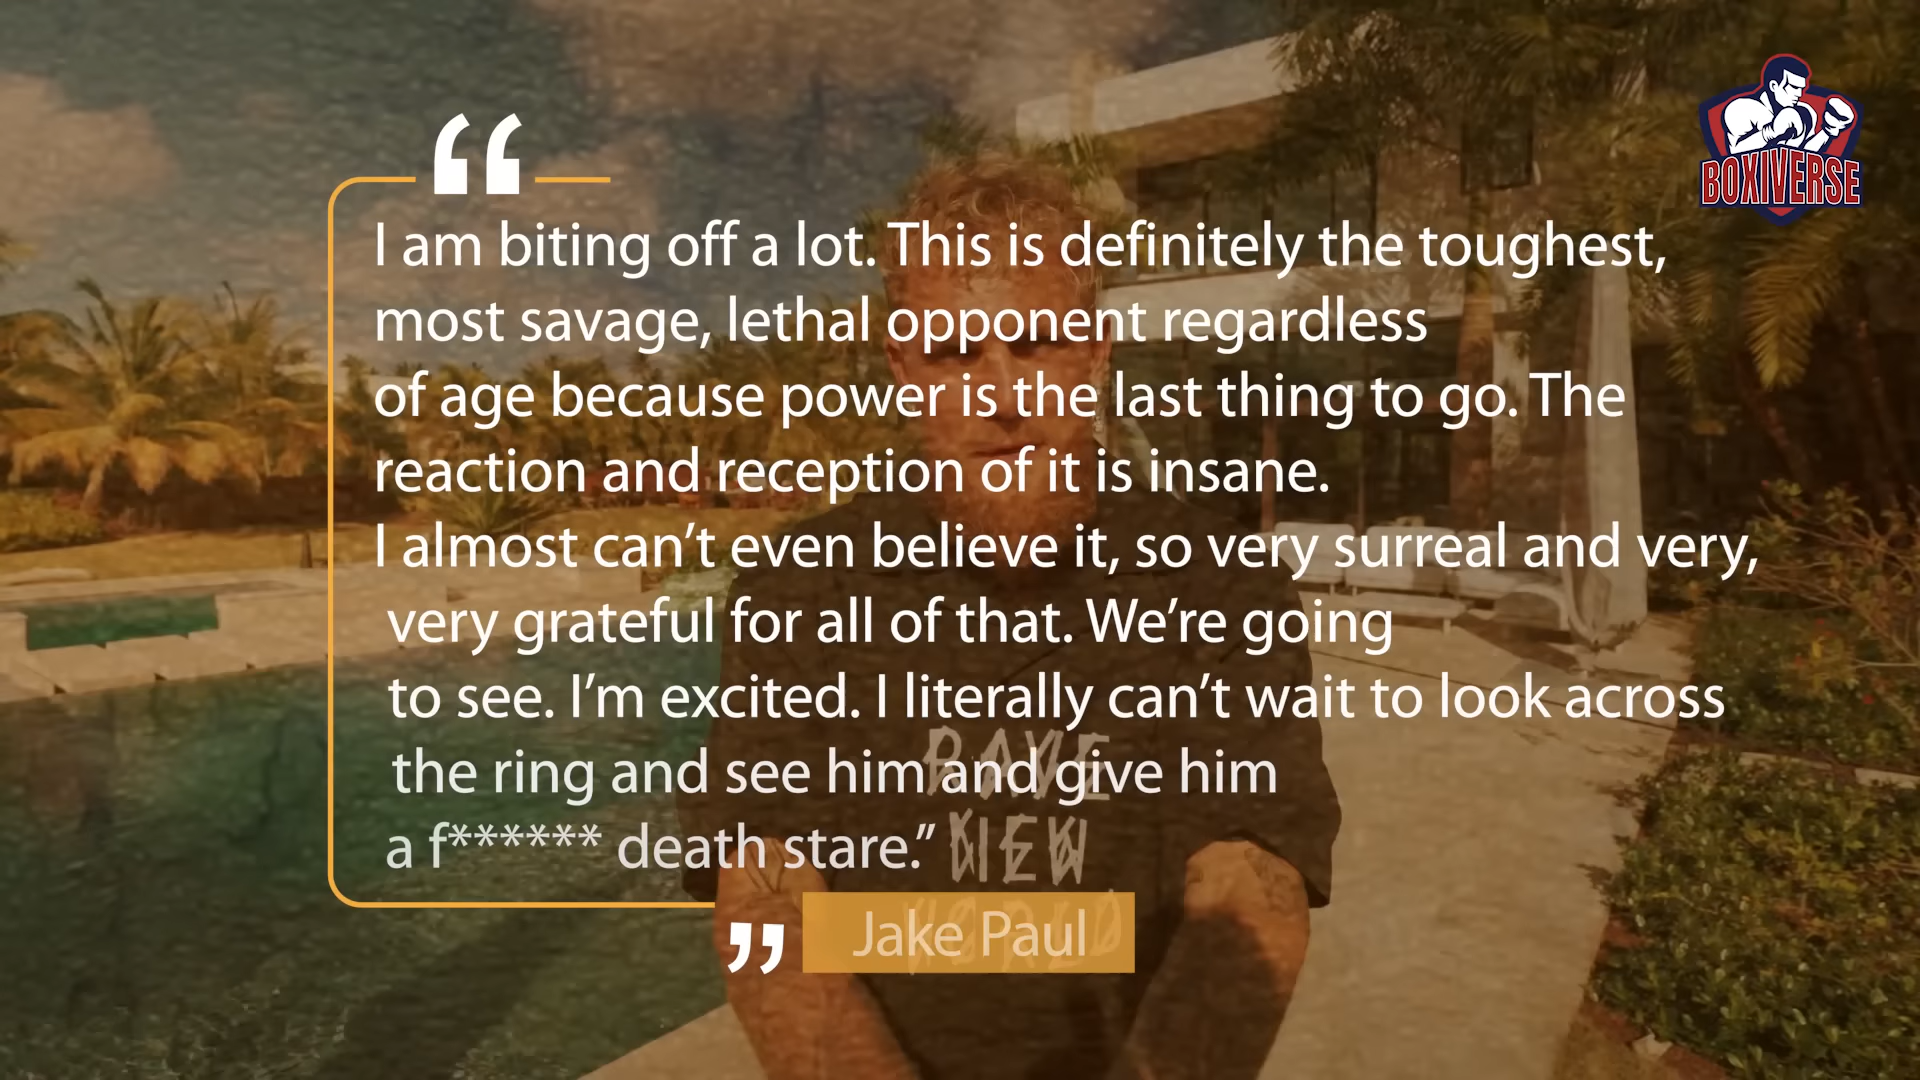 BOXIVERSE
“
I am biting off a lot. This is definitely the toughest,
most savage, lethal opponent regardless
of age because power is the last thing to go. The
reaction and reception of it is insane.
I almost can’t even believe it, so very surreal and very,
very grateful for all of that. We’re going
to see. I’m excited. I literally can’t wait to look across
the ring and see him and give him
a f****** death stare.”
”
Jake Paul
NEW
WORLD